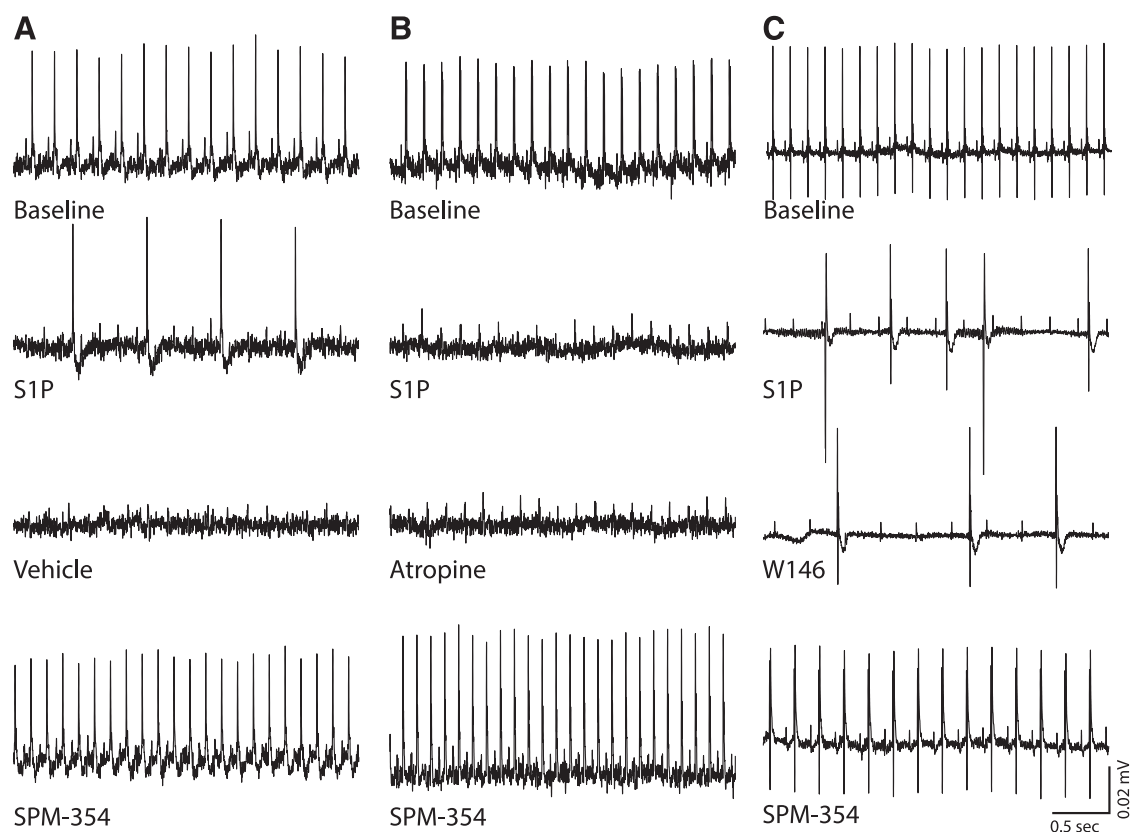 A
B
C
Baseline
Baseline
Baseline
S1P
S1P
S1P
Vehicle
Atropine
W146
SPM-354
SPM-354
SPM-354
0.02 mV
0.5 sec